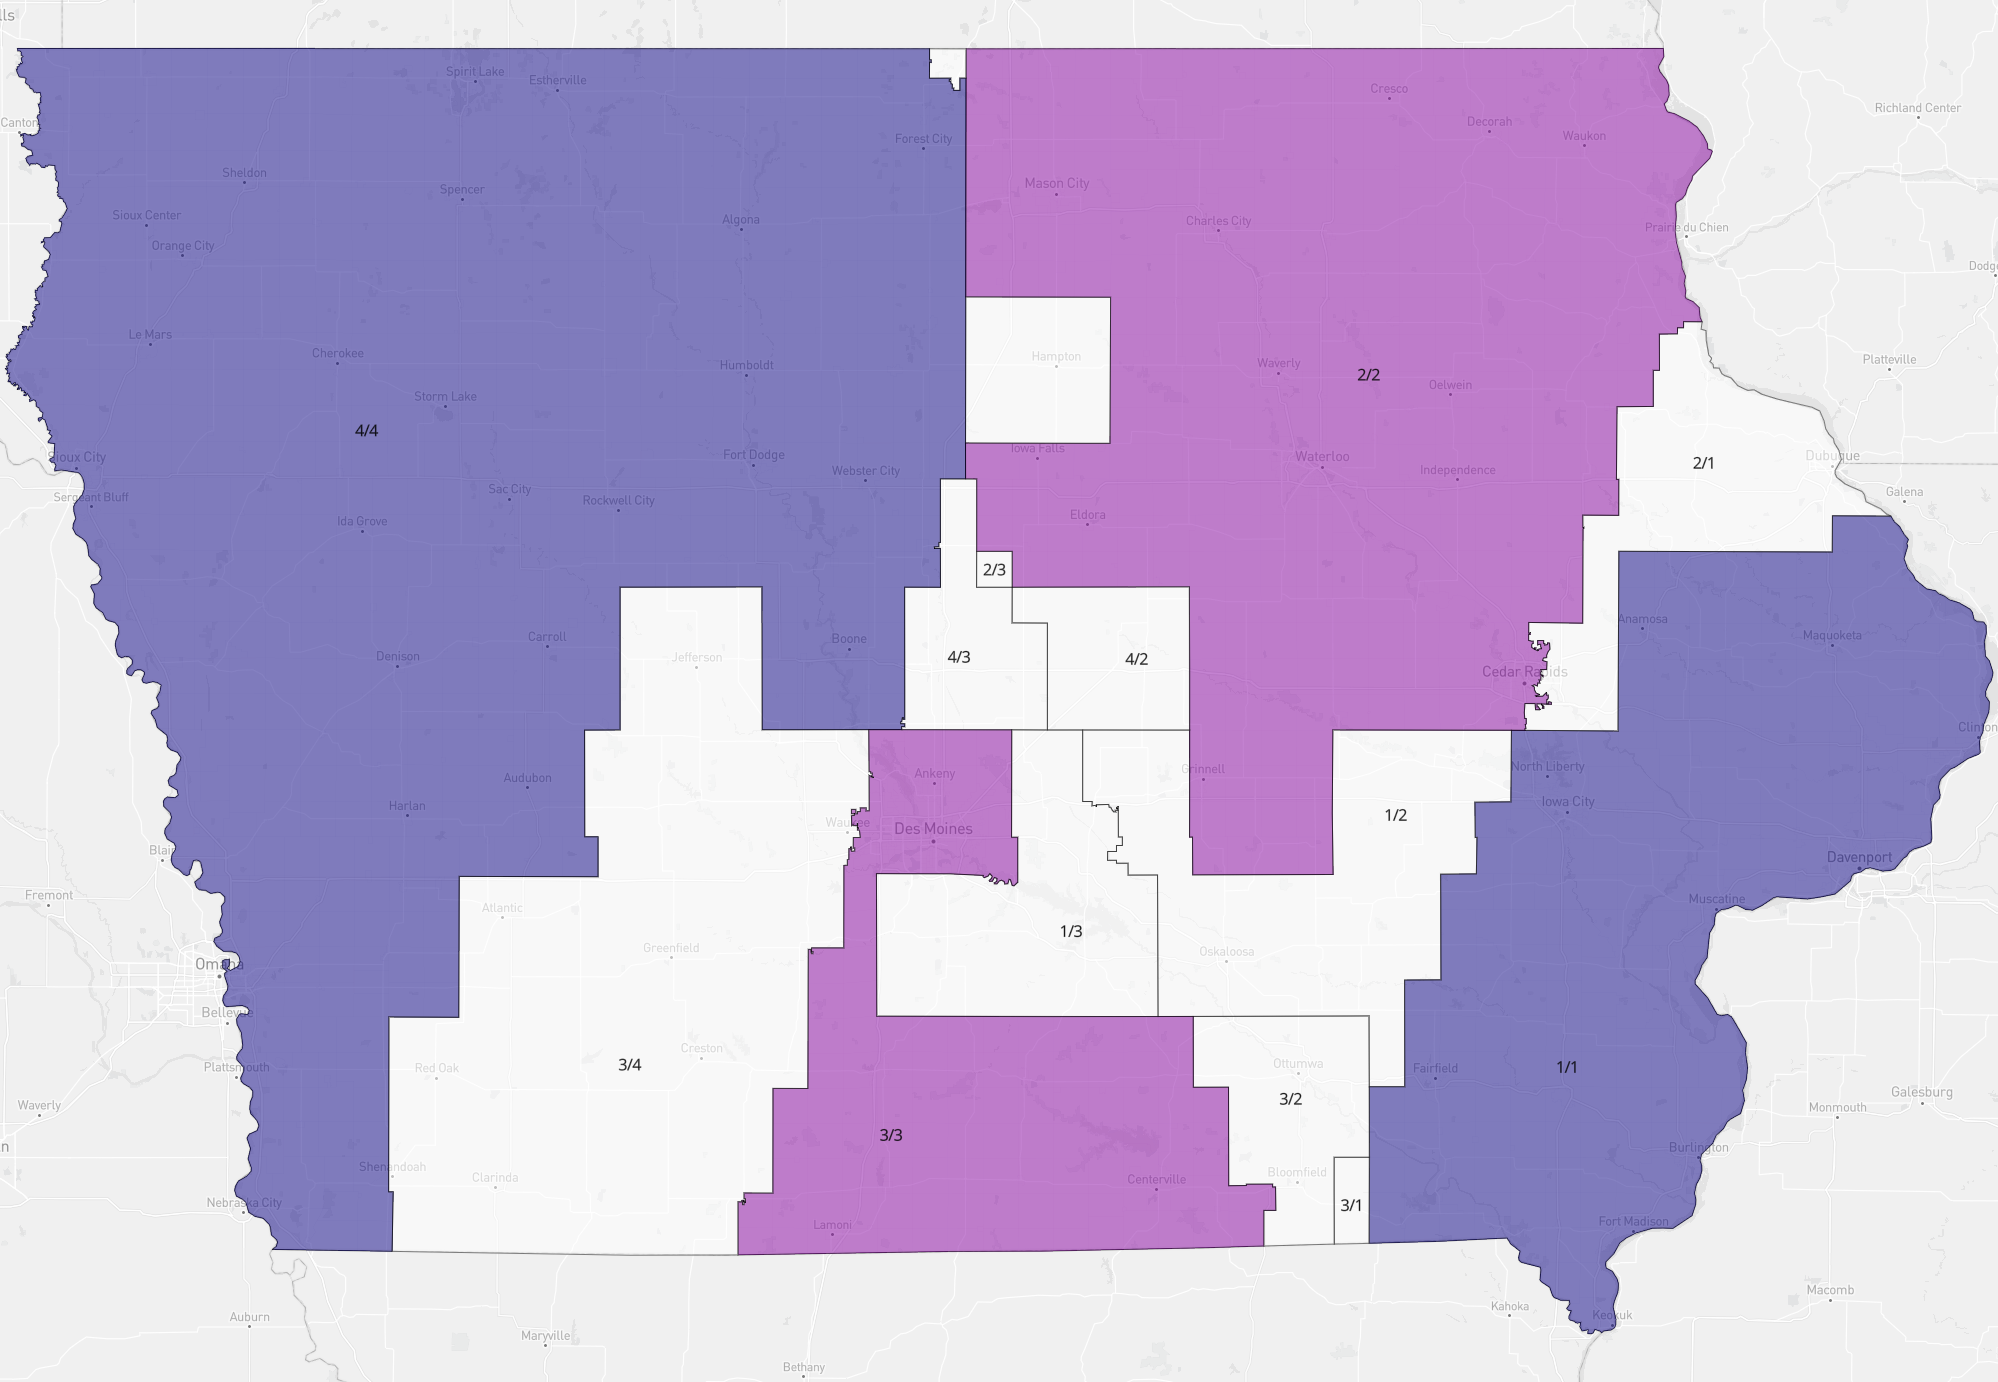 lls
Spirit Lake
Estherville
Cresco
Richland Center
Canton
Decorah
Waukon
Forest City
Sheldon
Spencer
Mason City
Sioux Center
Algona
Charles City
Prairie du Chien
Orange City
Dodge
Le Mars
Cherokee
Hampton
Waverly
Platteville
Humboldt
2/2
Oelwein
Storm Lake
4/4
Iowa Falls
Sioux City
Fort Dodge
Webster City
Waterloo
Independence
2/1
Dubuque
Sergeant Bluff
Sac City
Rockwell City
Galena
Ida Grove
Eldora
2/3
Anamosa
Maquoketa
Carroll
Boone
Denison
Jefferson
4/3
4/2
Cedar Rapids
Clinton
Audubon
Ankeny
Grinnell
North Liberty
Harlan
Iowa City
Waukee
Des Moines
1/2
Blair
Davenport
Fremont
Atlantic
Muscatine
1/3
Greenfield
Oskaloosa
Omaha
Bellevue
Plattsmouth
Red Oak
Creston
3/4
Ottumwa
Fairfield
1/1
Galesburg
Waverly
3/2
Monmouth
3/3
n
Burlington
Shenandoah
Clarinda
Centerville
Bloomfield
Nebraska City
3/1
Lamoni
Fort Madison
Auburn
Maryville
Bethany
Kahoka
Keokuk
Macomb